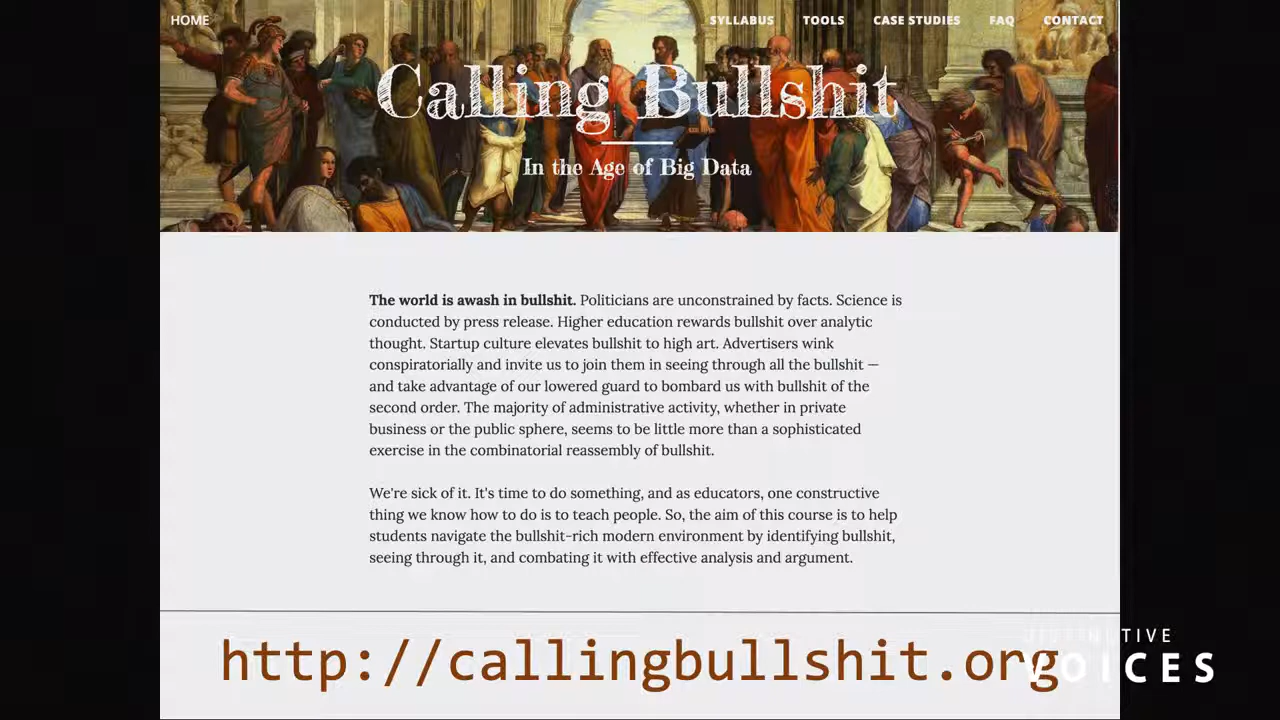 HOME SYLLABUS TOOLS CASE STUDIES FAQ CONTACT
Calling Bullshit
In the Age of Big Data
The world is awash in bullshit. Politicians are unconstrained by facts. Science is
conducted by press release. Higher education rewards bullshit over analytic
thought. Startup culture elevates bullshit to high art. Advertisers wink
conspiratorially and invite us to join them in seeing through all the bullshit —
and take advantage of our lowered guard to bombard us with bullshit of the
second order. The majority of administrative activity, whether in private
business or the public sphere, seems to be little more than a sophisticated
exercise in the combinatorial reassembly of bullshit.
We're sick of it. It's time to do something, and as educators, one constructive
thing we know how to do is to teach people. So, the aim of this course is to help
students navigate the bullshit-rich modern environment by identifying bullshit,
seeing through it, and combating it with effective analysis and argument.
http://callingbullshit.org
VOICES